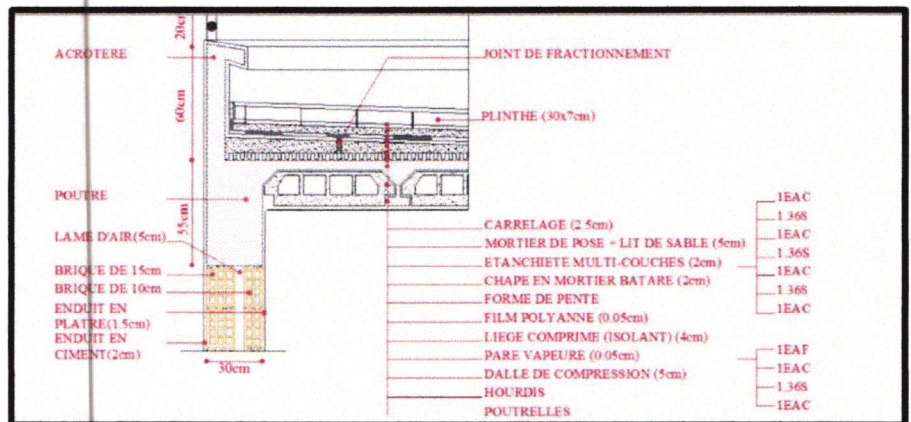 20cm
ACROTERE
JOINT DE FRACTIONNEMENT
60cm
PLINTHE (30x7cm)
POUTRE
55cm
LAME D'AIR(5cm)
BRIQUE DE 15cm
BRIQUE DE 10cm
ENDUIT EN
PLATRE(1.5cm)
ENDUIT EN
CIMENT(2cm)
30cm
CARRELAGE (2.5cm)
MORTIER DE POSE + LIT DE SABLE (5cm)
ETANCHIETE MULTI-COUCHES (2cm)
CHAPE EN MORTIER BATARE (2cm)
FORME DE PENTE
FILM POLYANNE (0.05cm)
LIEGE COMPRIME (ISOLANT) (4cm)
PARE VAPEURE (0.05cm)
DALLE DE COMPRESSION (5cm)
HOURDIS
POUTRELLES
1EAC
1.36S
1EAC
1.36S
1EAC
1.36S
1EAC
1EAF
1EAC
1.36S
1EAC